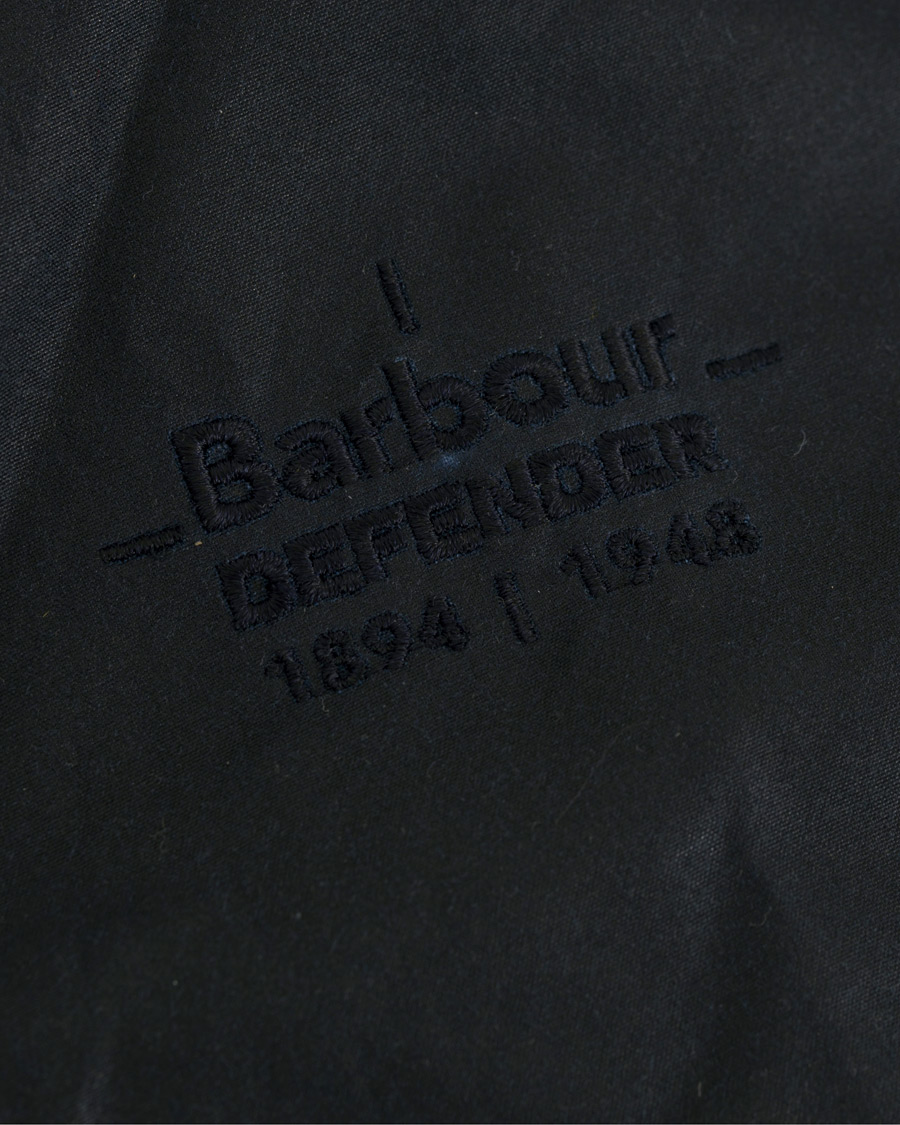 Barbour
DEFENDER
1894 | 1948